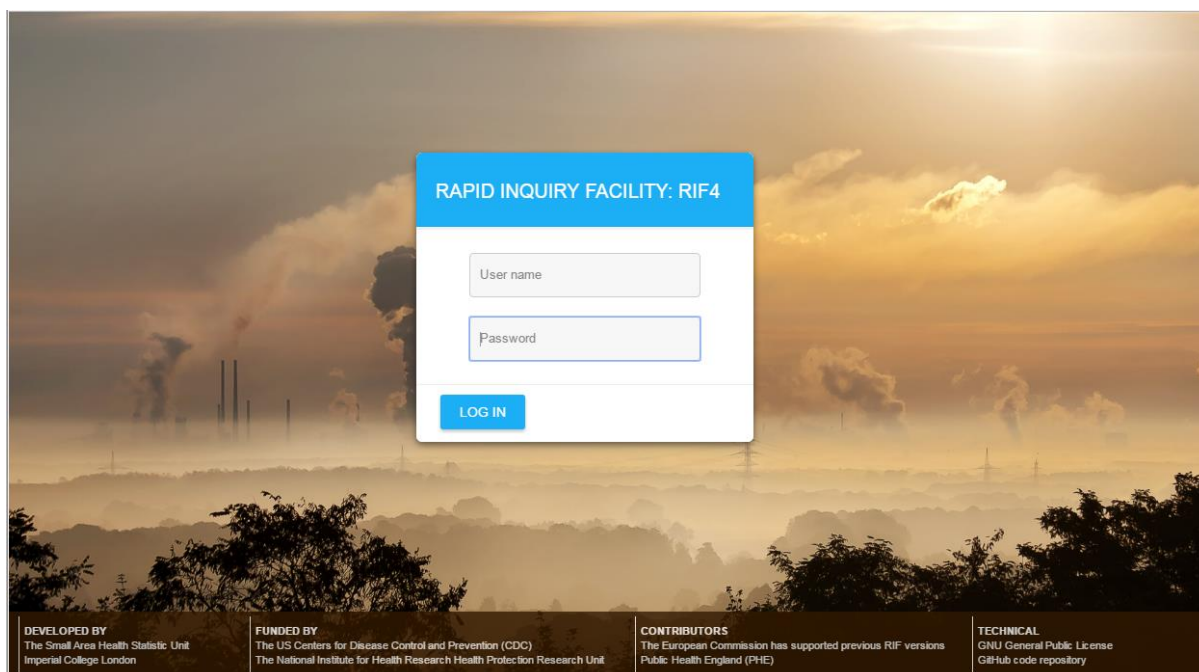 RAPID INQUIRY FACILITY: RIF4
User name
Password
LOG IN
DEVELOPED BY
The Small Area Health Statistic Unit
Imperial College London
FUNDED BY
The US Centers for Disease Control and Prevention (CDC)
The National Institute for Health Research Health Protection Research Unit
CONTRIBUTORS
The European Commission has supported previous RIF versions
Public Health England (PHE)
TECHNICAL
GNU General Public License
GitHub code repository